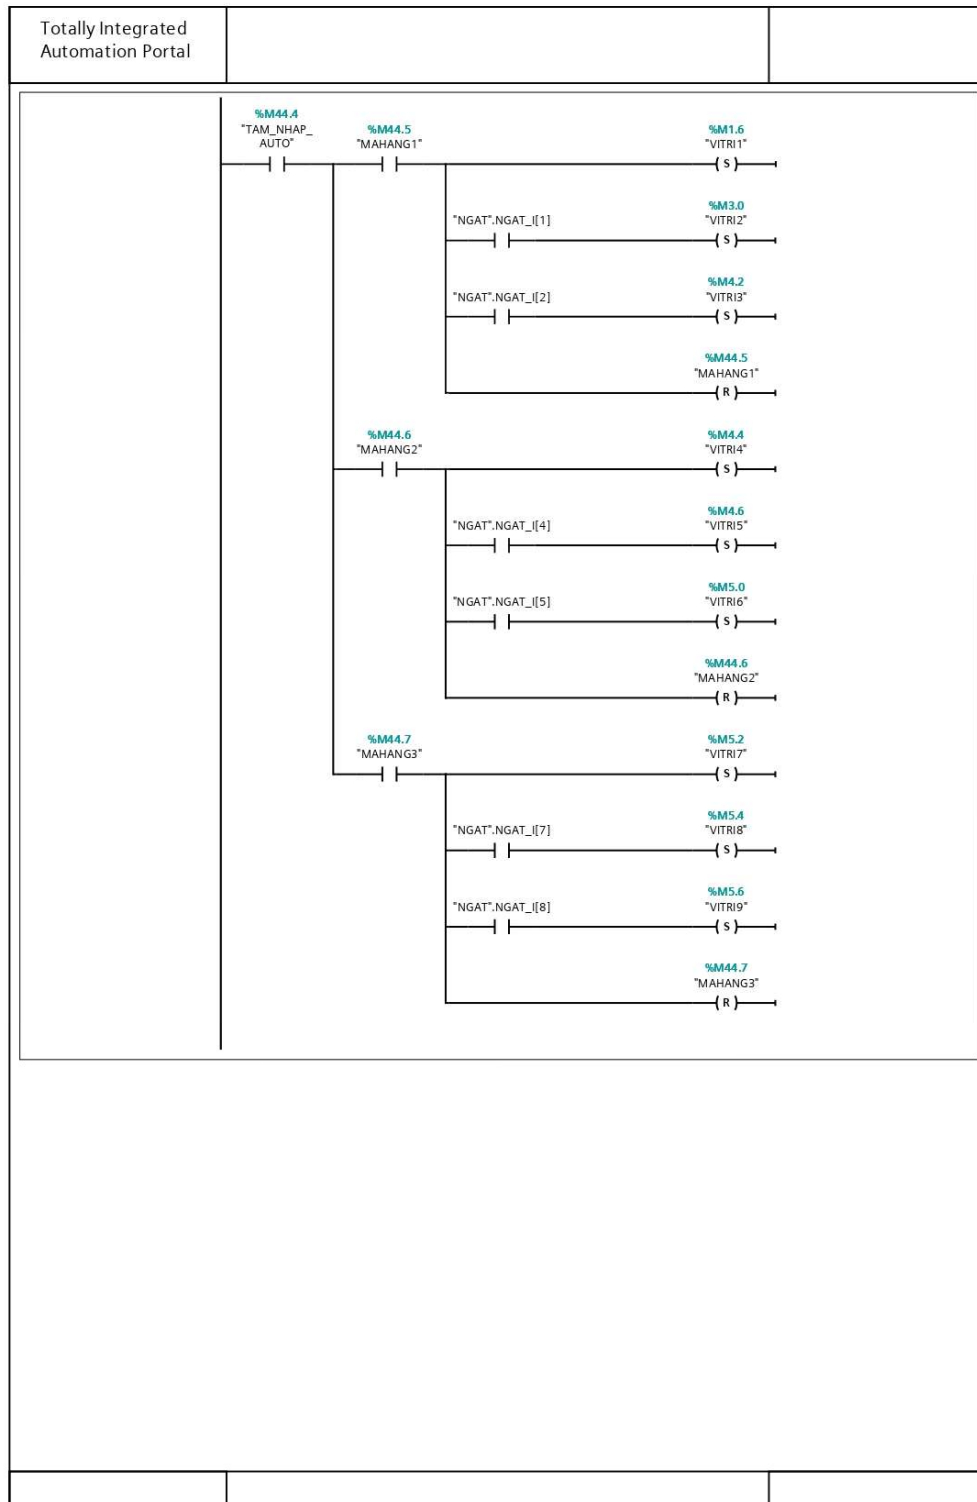 Totally Integrated
Automation Portal
%M44.4
"TAM_NHAP_
AUTO"
%M44.5
"MAHANG1"
%M1.6
"VITRI1"
S
"NGAT".NGAT_I[1]
%M3.0
"VITRI2"
S
"NGAT".NGAT_I[2]
%M4.2
"VITRI3"
S
%M44.5
"MAHANG1"
R
%M44.6
"MAHANG2"
%M4.4
"VITRI4"
S
"NGAT".NGAT_I[4]
%M4.6
"VITRI5"
S
"NGAT".NGAT_I[5]
%M5.0
"VITRI6"
S
%M44.6
"MAHANG2"
R
%M44.7
"MAHANG3"
%M5.2
"VITRI7"
S
"NGAT".NGAT_I[7]
%M5.4
"VITRI8"
S
"NGAT".NGAT_I[8]
%M5.6
"VITRI9"
S
%M44.7
"MAHANG3"
R